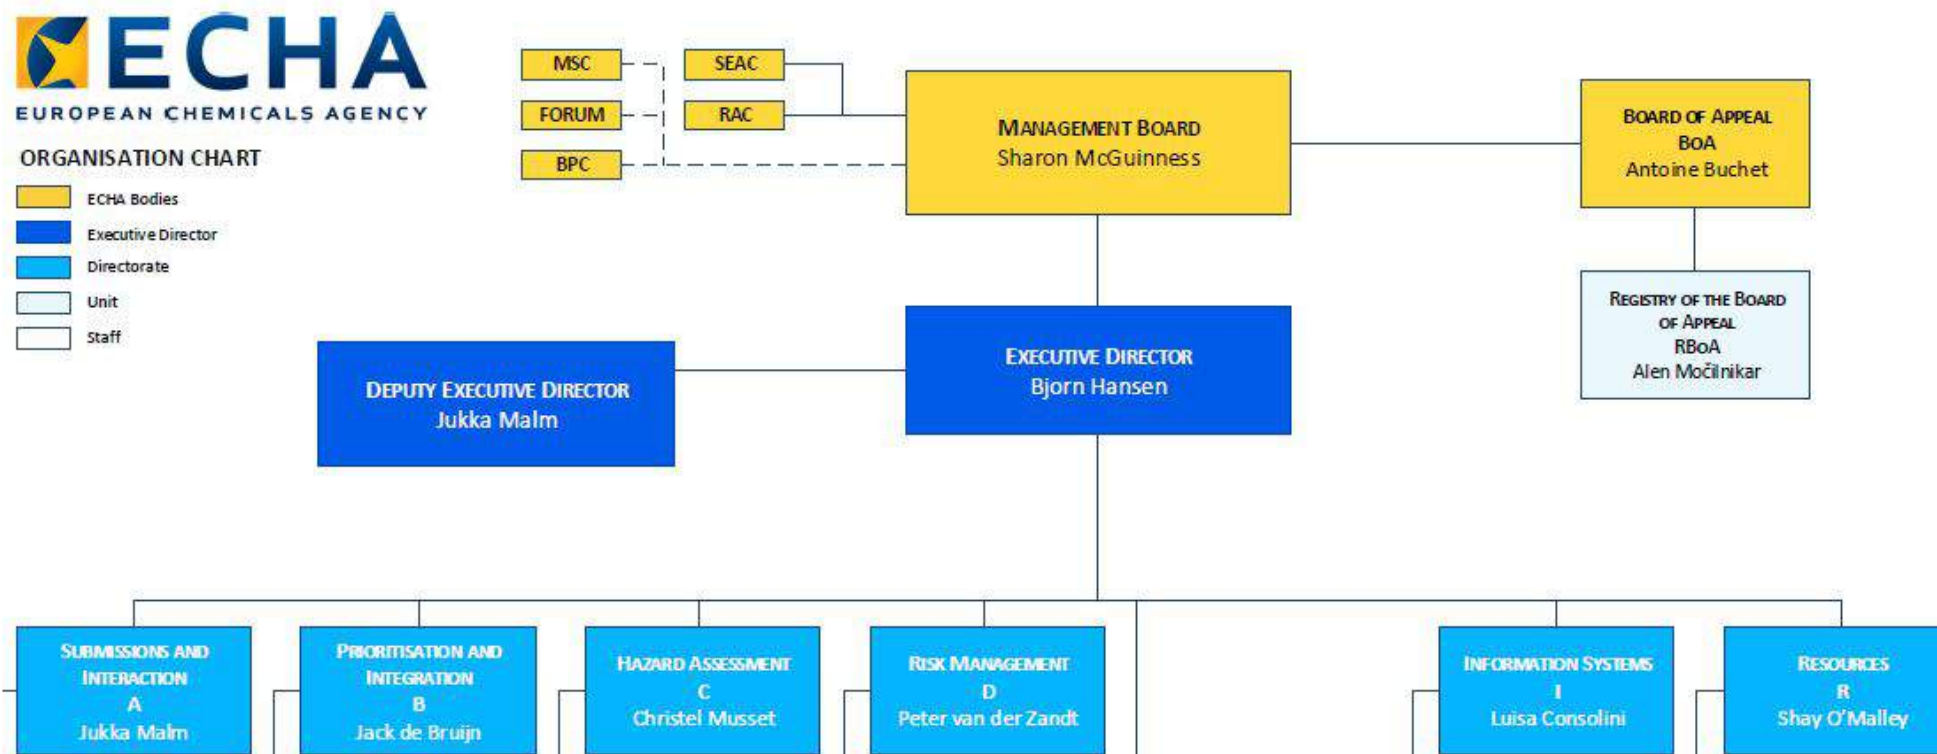 ECHA
EUROPEAN CHEMICALS AGENCY
ORGANISATION CHART
ECHA Bodies
Executive Director
Directorate
Unit
Staff
MSC
FORUM
BPC
SEAC
RAC
MANAGEMENT BOARD
Sharon McGuinness
BOARD OF APPEAL
BoA
Antoine Buchet
REGISTRY OF THE BOARD
OF APPEAL
RBoA
Alen Močilnikar
EXECUTIVE DIRECTOR
Bjorn Hansen
DEPUTY EXECUTIVE DIRECTOR
Jukka Malm
SUBMISSIONS AND
INTERACTION
A
Jukka Malm
PRIORITISATION AND
INTEGRATION
B
Jack de Bruijn
HAZARD ASSESSMENT
C
Christel Musset
RISK MANAGEMENT
D
Peter van der Zandt
INFORMATION SYSTEMS
I
Luisa Consolini
RESOURCES
R
Shay O'Malley